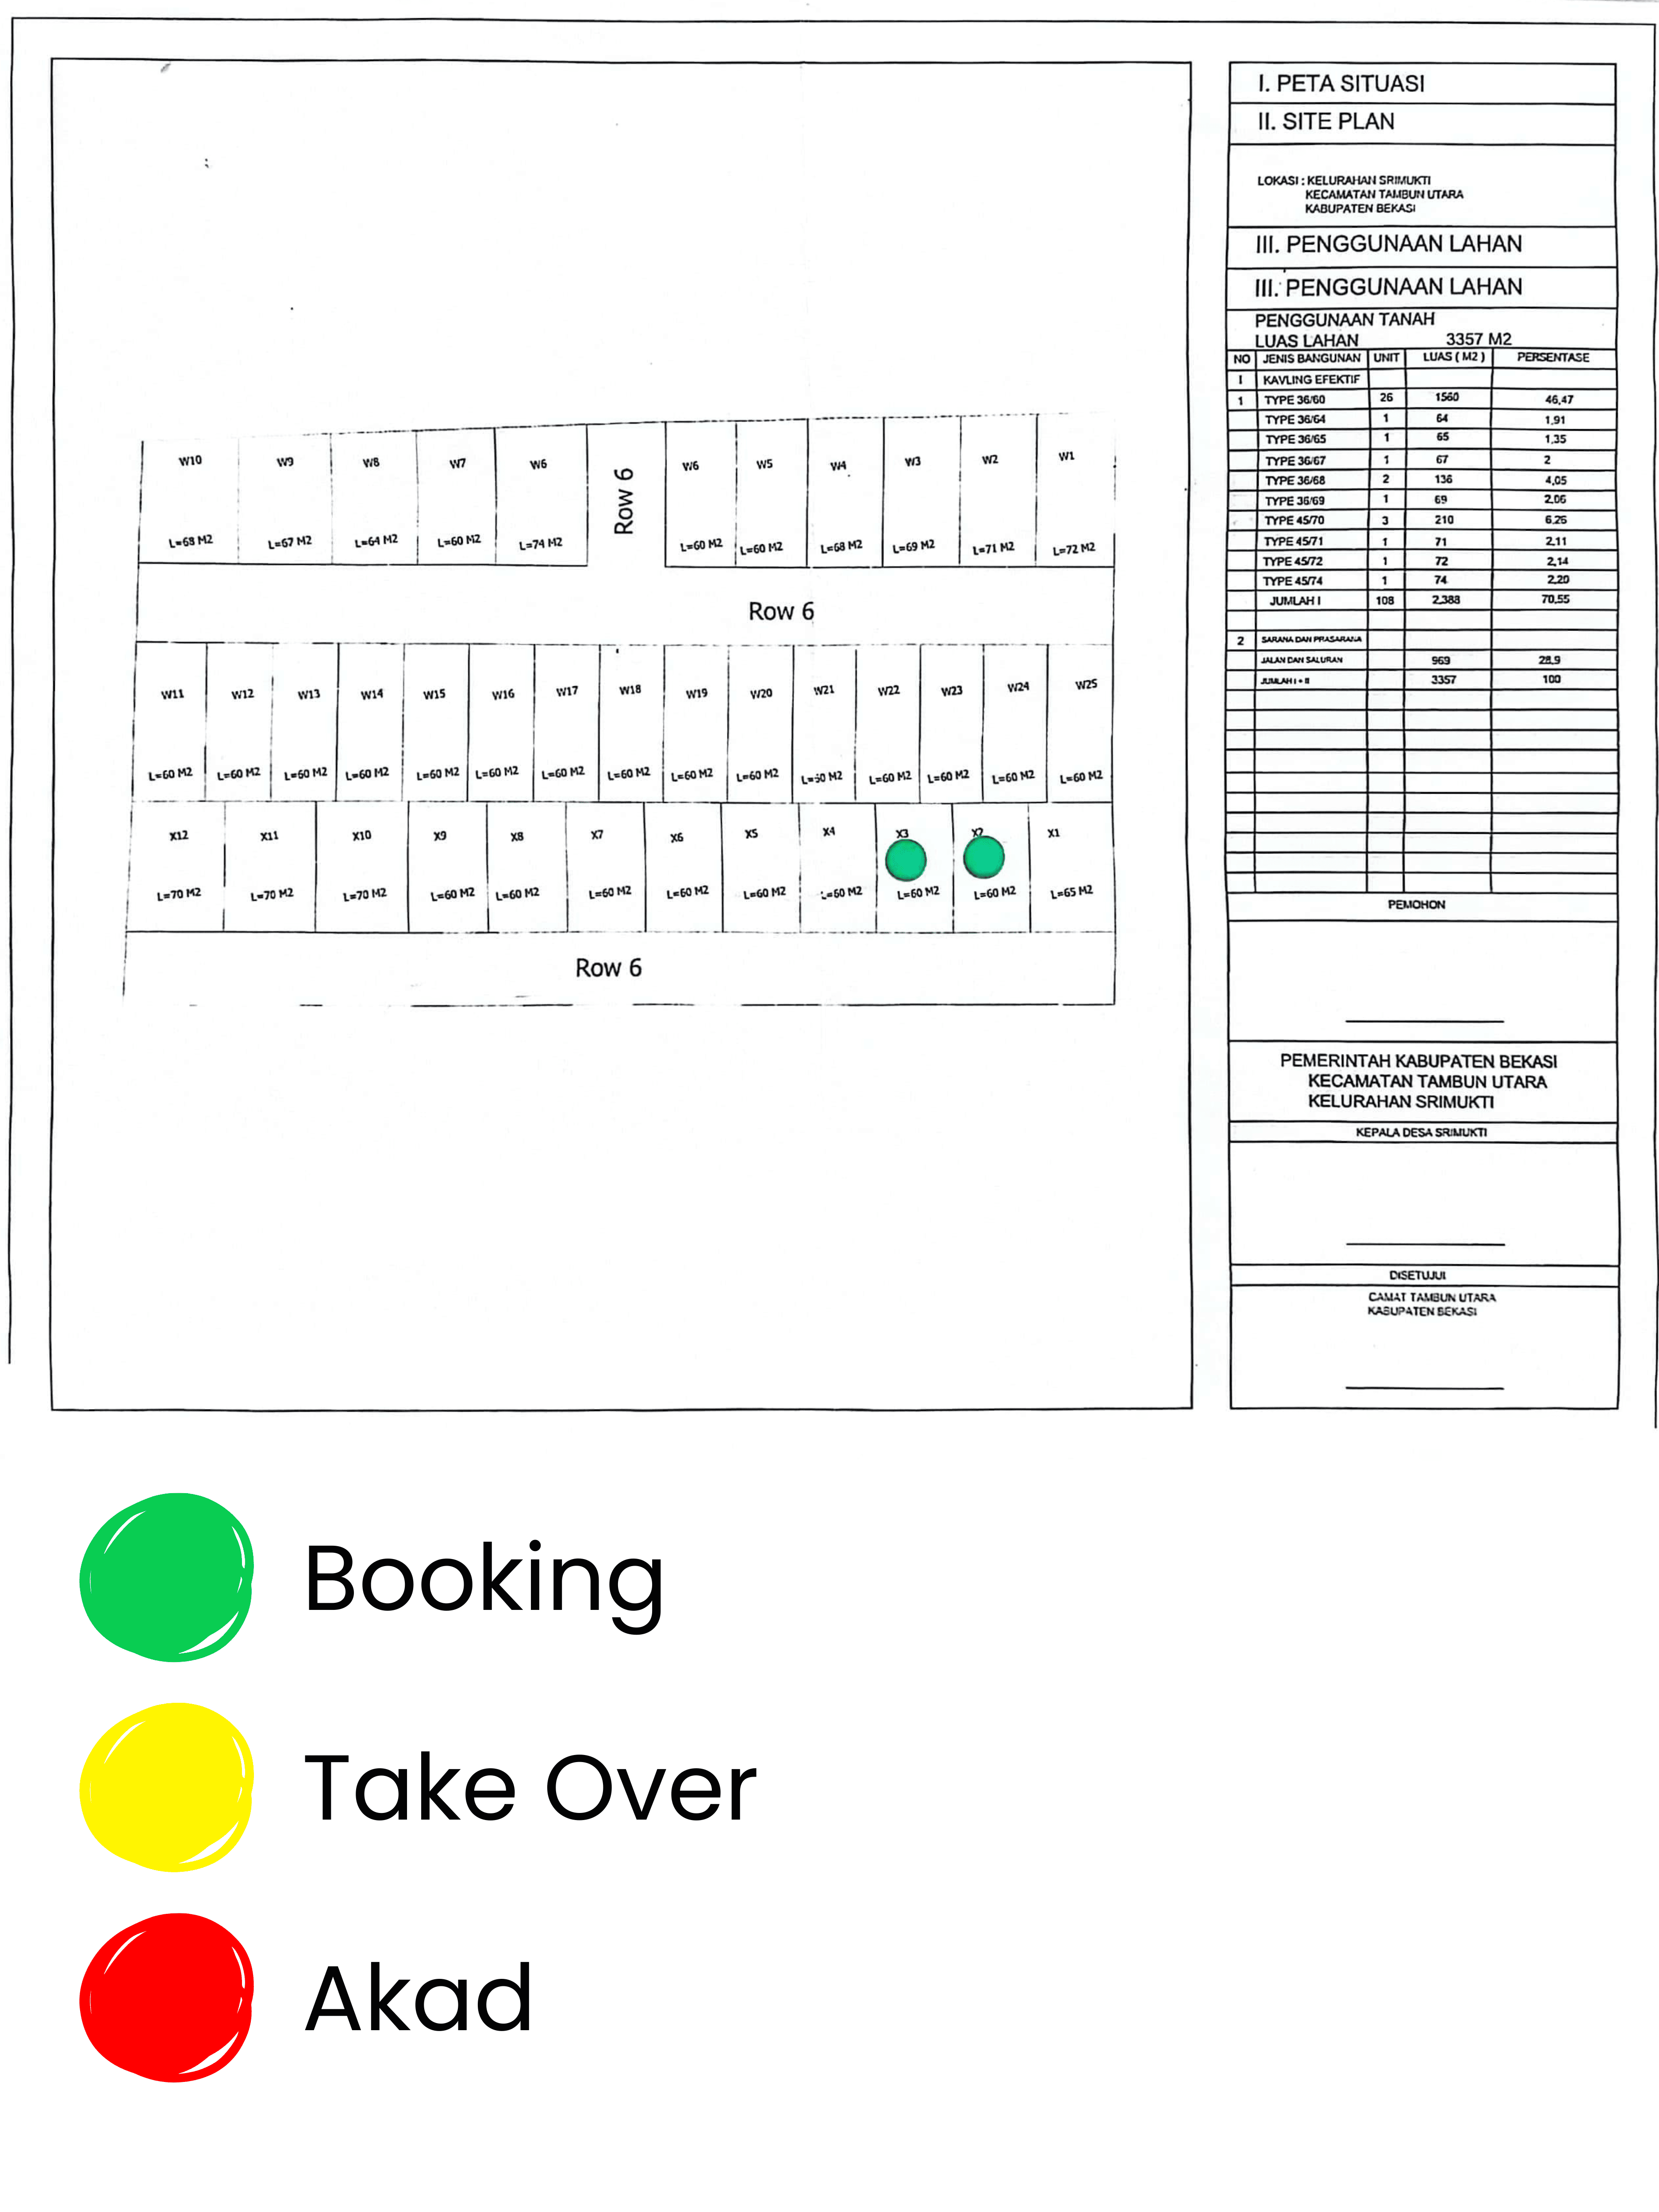 I. PETA SITUASI
II. SITE PLAN
LOKASI : KELURAHAN SRIMUKTI
KECAMATAN TAMBUN UTARA
KABUPATEN BEKASI
III. PENGGUNAAN LAHAN
III. PENGGUNAAN LAHAN
PENGGUNAAN TANAH
LUAS LAHAN 3357 M2
NO JENIS BANGUNAN UNIT LUAS ( M2 ) PERSENTASE
I KAVLING EFEKTIF
1 TYPE 36/60 26 1560 46,47
TYPE 36/64 1 64 1,91
TYPE 36/65 1 65 1,35
TYPE 36/67 1 67 2
TYPE 36/68 2 136 4,05
TYPE 36/69 1 69 2,06
TYPE 45/70 3 210 6,26
TYPE 45/71 1 71 2,11
TYPE 45/72 1 72 2,14
TYPE 45/74 1 74 2,20
JUMLAH I 108 2,388 70,55
2 SARANA DAN PRASARANA
JALAN DAN SALURAN 969 28,9
JUMLAH I + II 3357 100
PEMOHON
PEMERINTAH KABUPATEN BEKASI
KECAMATAN TAMBUN UTARA
KELURAHAN SRIMUKTI
KEPALA DESA SRIMUKTI
DISETUJUI
CAMAT TAMBUN UTARA
KABUPATEN BEKASI
W10 W9 W8 W7 W6 Row 6 W6 W5 W4 W3 W2 W1
L=68 M2 L=67 M2 L=64 M2 L=60 M2 L=74 M2 L=60 M2 L=60 M2 L=68 M2 L=69 M2 L=71 M2 L=72 M2
Row 6
W11 W12 W13 W14 W15 W16 W17 W18 W19 W20 W21 W22 W23 W24 W25
L=60 M2 L=60 M2 L=60 M2 L=60 M2 L=60 M2 L=60 M2 L=60 M2 L=60 M2 L=60 M2 L=60 M2 L=60 M2 L=60 M2 L=60 M2 L=60 M2 L=60 M2
X12 X11 X10 X9 X8 X7 X6 X5 X4 X3 X2 X1
L=70 M2 L=70 M2 L=70 M2 L=60 M2 L=60 M2 L=60 M2 L=60 M2 L=60 M2 L=60 M2 L=60 M2 L=60 M2 L=65 M2
Row 6
Booking
Take Over
Akad